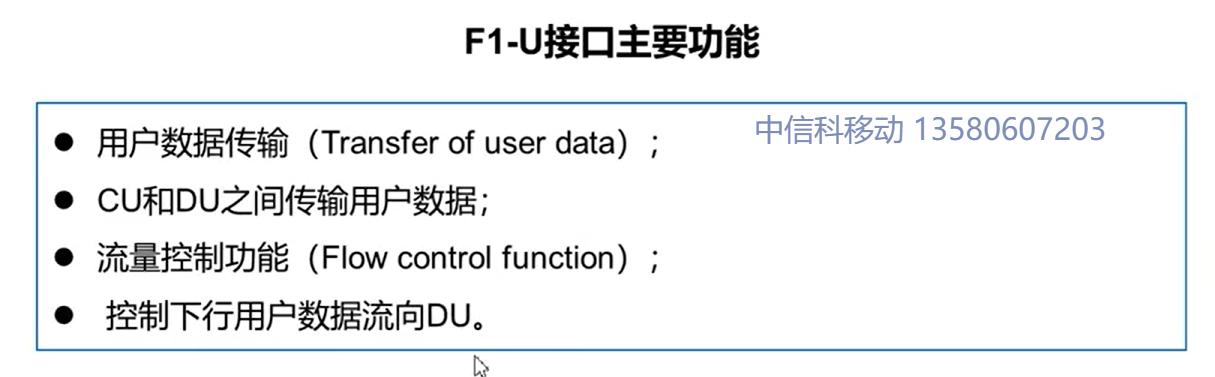 F1-U接口主要功能
中信科移动 13580607203
● 用户数据传输（Transfer of user data）；
● CU和DU之间传输用户数据；
● 流量控制功能（Flow control function）；
● 控制下行用户数据流向DU。